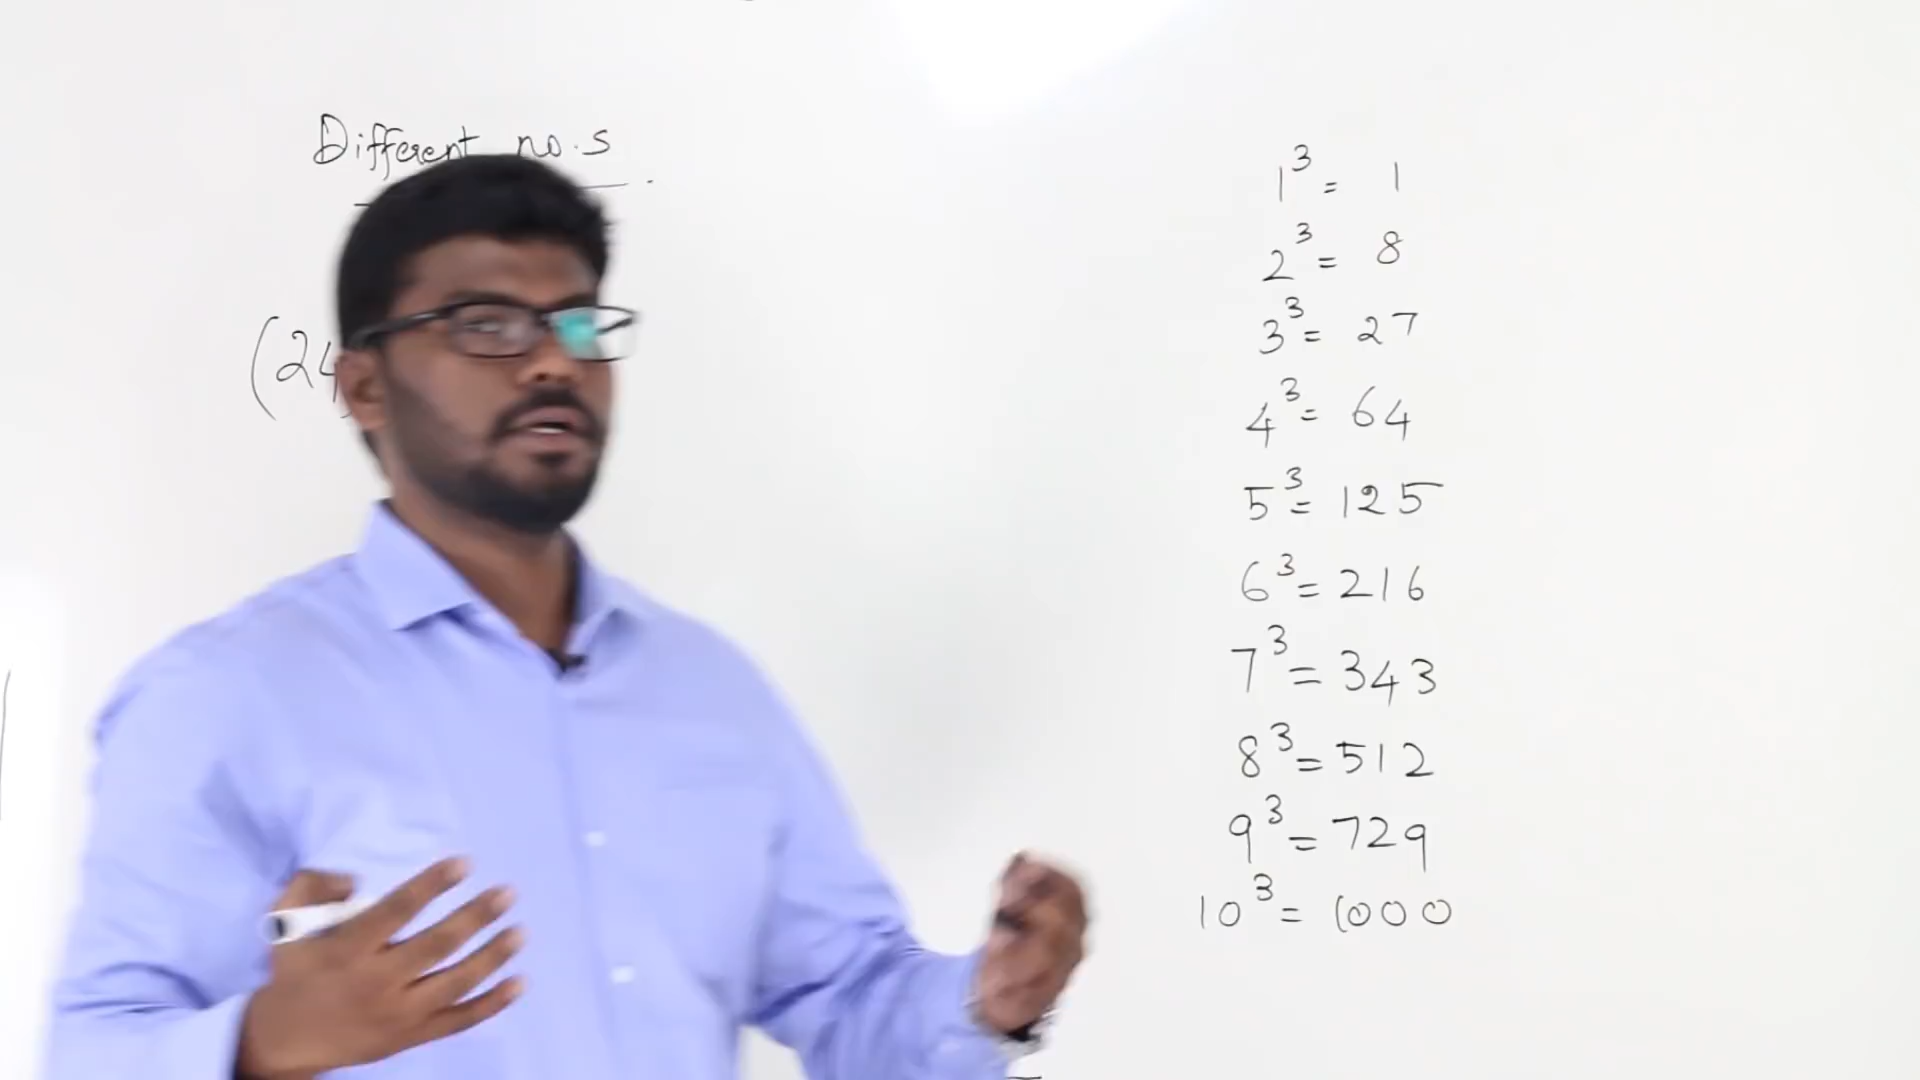 Different no.s
(24
1³ = 1
2³ = 8
3³ = 27
4³ = 64
5³ = 125
6³ = 216
7³ = 343
8³ = 512
9³ = 729
10³ = 1000